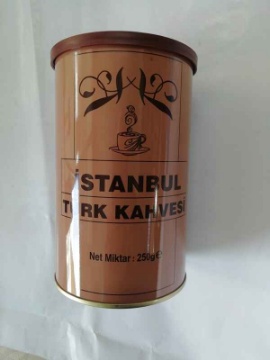 İSTANBUL
TÜRK KAHVESİ
Net Miktar : 250g℮